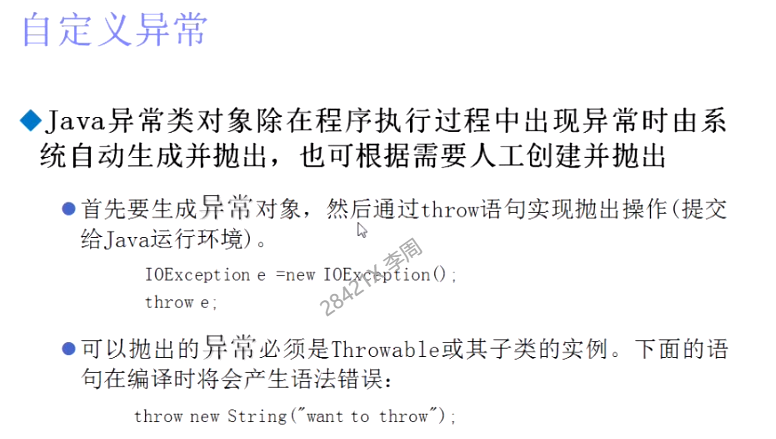 自定义异常
◆Java异常类对象除在程序执行过程中出现异常时由系
统自动生成并抛出，也可根据需要人工创建并抛出
●首先要生成异常对象，然后通过throw语句实现抛出操作(提交
给Java运行环境)。
IOException e =new IOException();
throw e;
2842TX 李周
●可以抛出的异常必须是Throwable或其子类的实例。下面的语
句在编译时将会产生语法错误：
throw new String("want to throw");